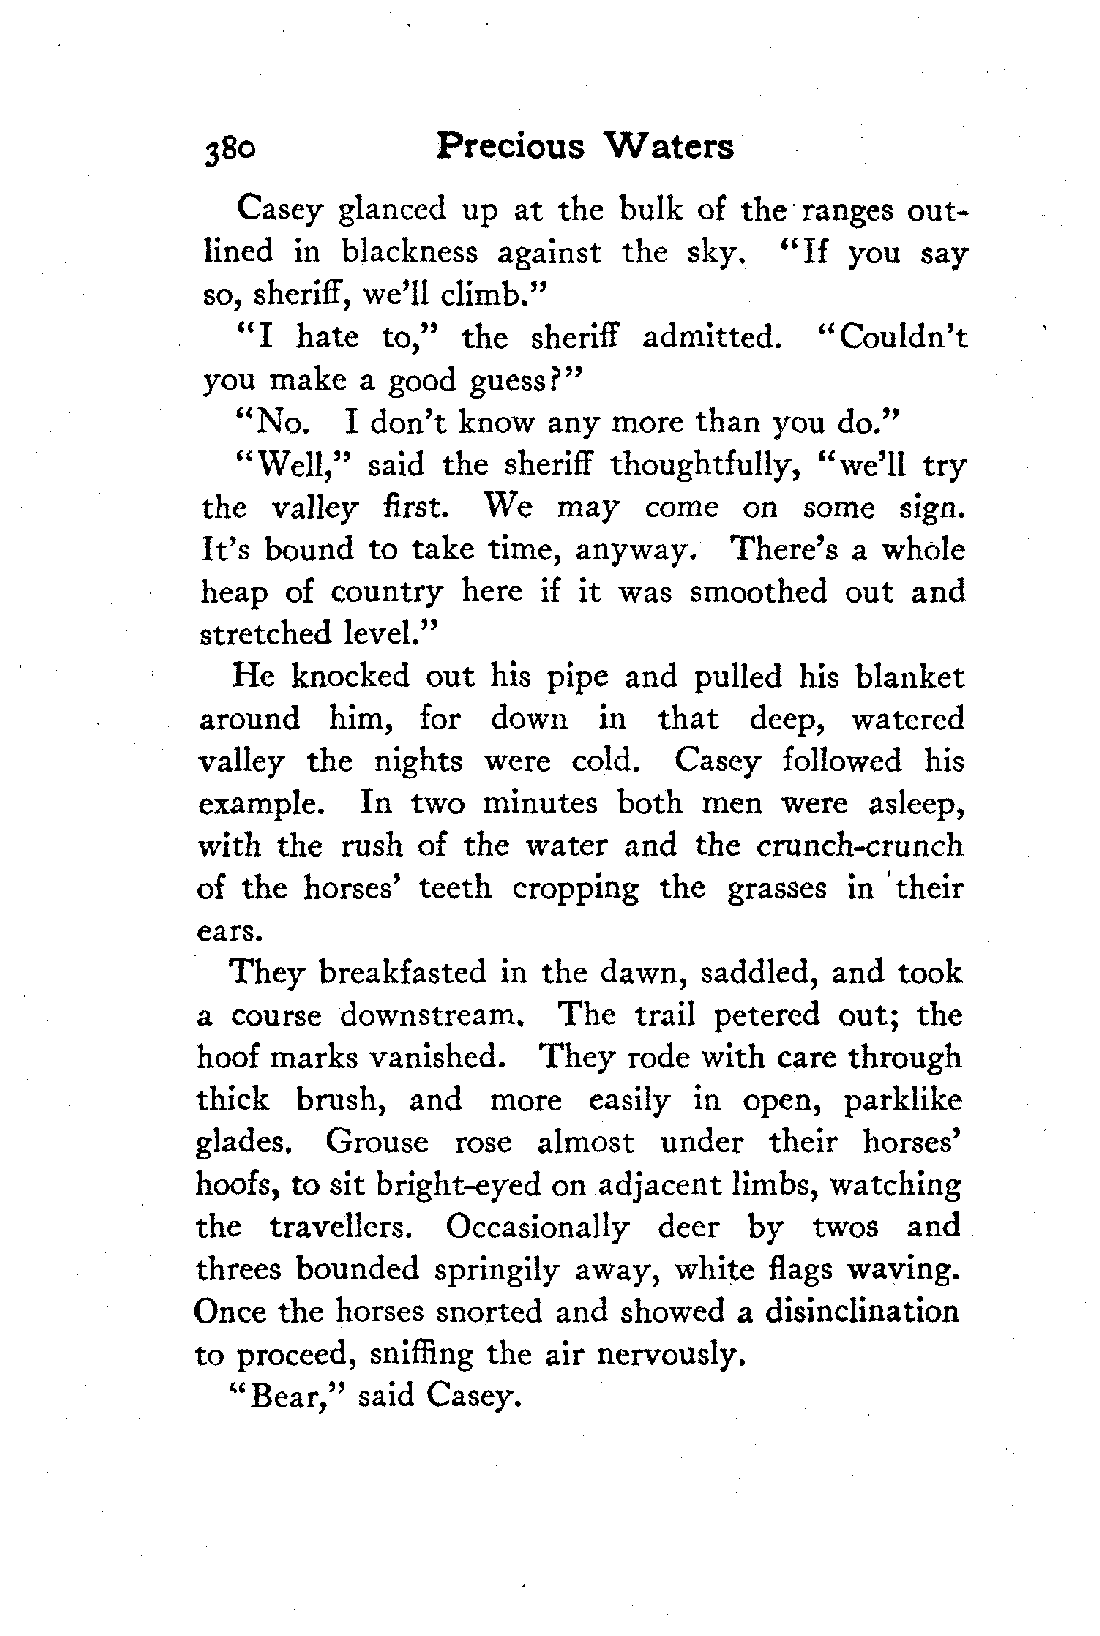 380 Precious Waters
Casey glanced up at the bulk of the ranges out-
lined in blackness against the sky. “If you say
so, sheriff, we’ll climb.”
“I hate to,” the sheriff admitted. “Couldn’t
you make a good guess?”
“No. I don’t know any more than you do.”
“Well,” said the sheriff thoughtfully, “we’ll try
the valley first. We may come on some sign.
It’s bound to take time, anyway. There’s a whole
heap of country here if it was smoothed out and
stretched level.”
He knocked out his pipe and pulled his blanket
around him, for down in that deep, watered
valley the nights were cold. Casey followed his
example. In two minutes both men were asleep,
with the rush of the water and the crunch-crunch
of the horses’ teeth cropping the grasses in their
ears.
They breakfasted in the dawn, saddled, and took
a course downstream. The trail petered out; the
hoof marks vanished. They rode with care through
thick brush, and more easily in open, parklike
glades. Grouse rose almost under their horses’
hoofs, to sit bright-eyed on adjacent limbs, watching
the travellers. Occasionally deer by twos and
threes bounded springily away, white flags waving.
Once the horses snorted and showed a disinclination
to proceed, sniffing the air nervously.
“Bear,” said Casey.